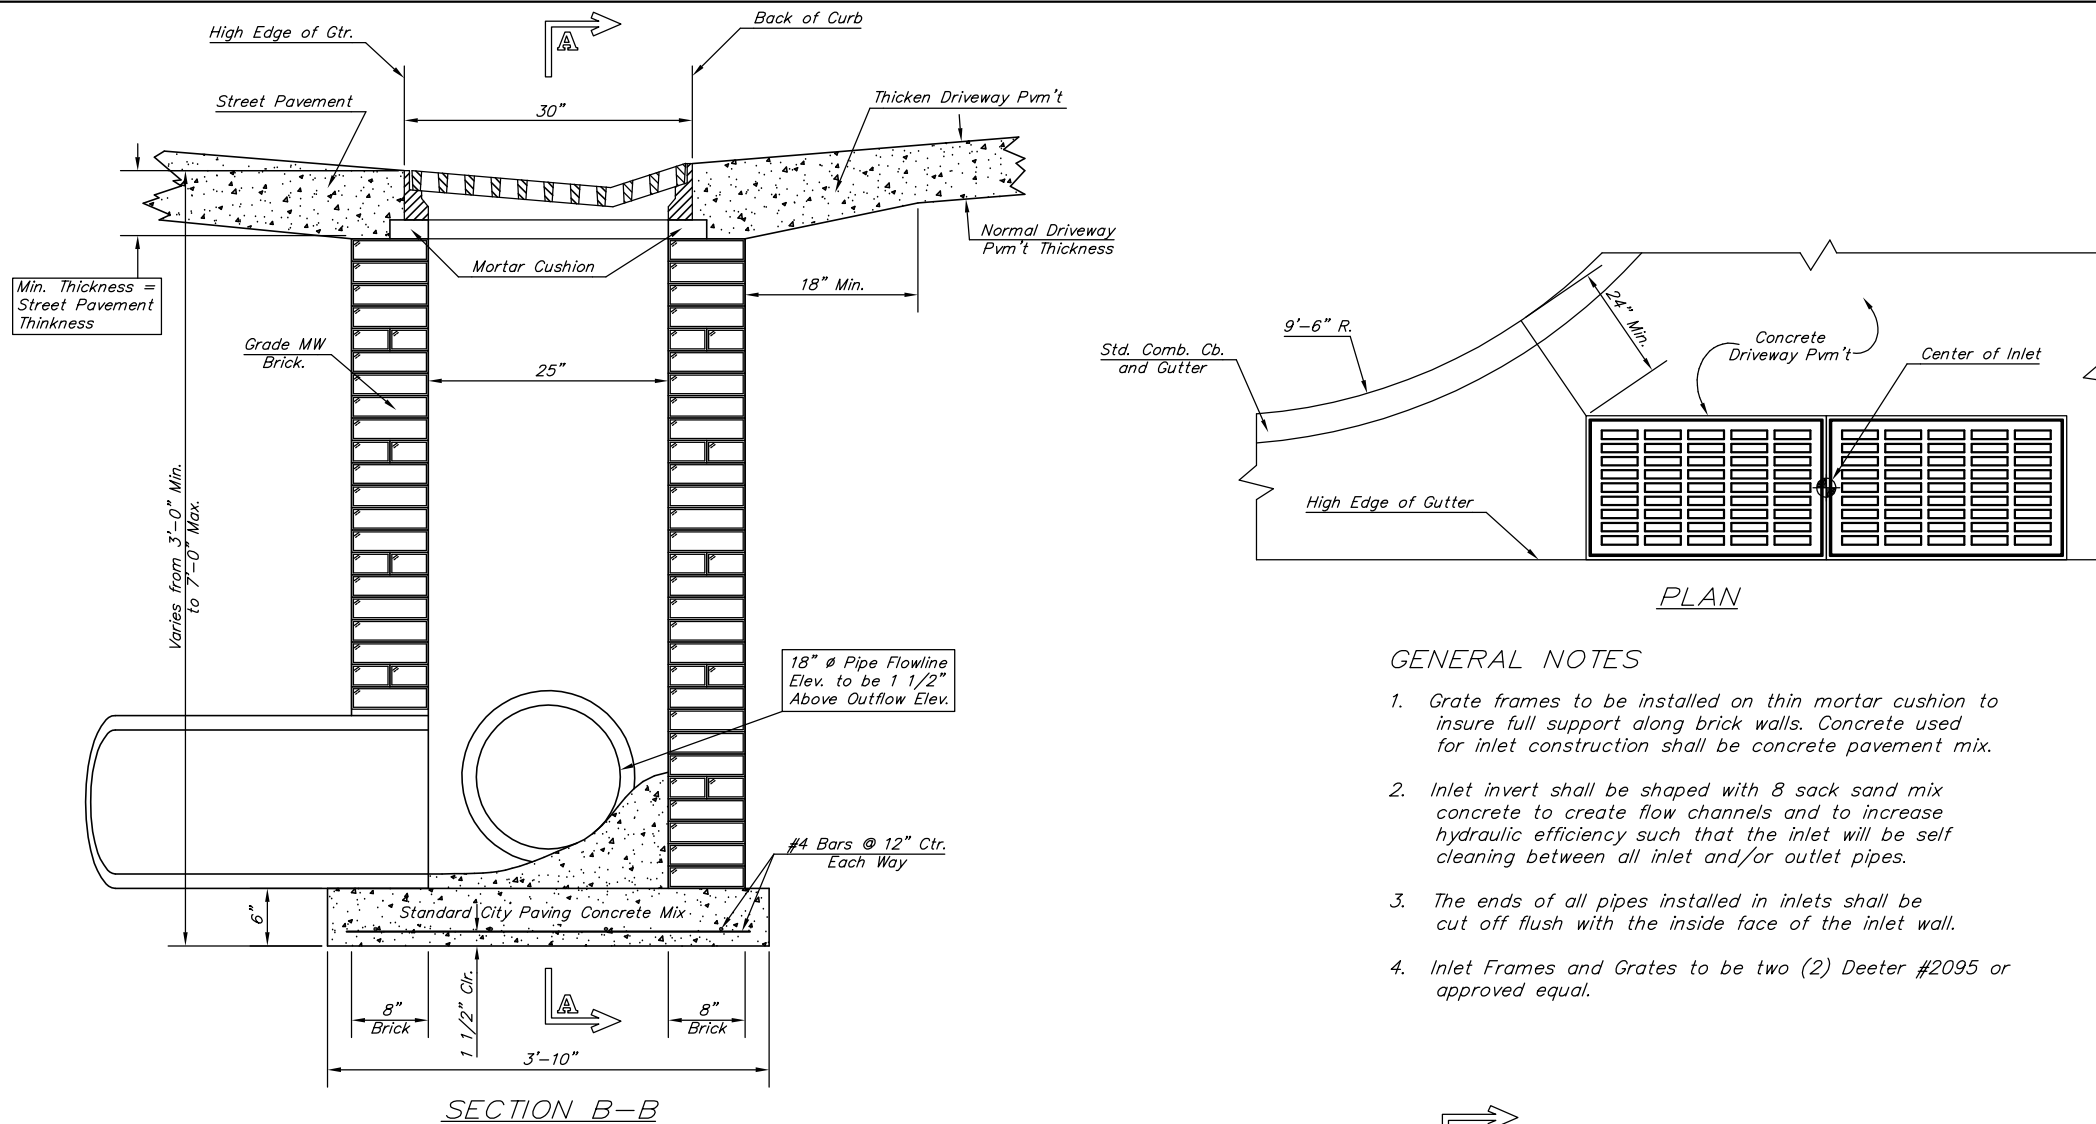 High Edge of Gtr.
A
Back of Curb
Street Pavement
30"
Thicken Driveway Pvm't
Normal Driveway
Pvm't Thickness
Mortar Cushion
18" Min.
Min. Thickness =
Street Pavement
Thinkness
Grade MW
Brick.
25"
Varies from 3'-0" Min.
to 7'-0" Max.
18" ø Pipe Flowline
Elev. to be 1 1/2"
Above Outflow Elev.
#4 Bars @ 12" Ctr.
Each Way
Standard City Paving Concrete Mix
6"
1 1/2" Clr.
A
8"
Brick
8"
Brick
3'-10"
SECTION B-B
24" Min.
9'-6" R.
Std. Comb. Cb.
and Gutter
Concrete
Driveway Pvm't
Center of Inlet
High Edge of Gutter
PLAN
GENERAL NOTES
1. Grate frames to be installed on thin mortar cushion to
insure full support along brick walls. Concrete used
for inlet construction shall be concrete pavement mix.
2. Inlet invert shall be shaped with 8 sack sand mix
concrete to create flow channels and to increase
hydraulic efficiency such that the inlet will be self
cleaning between all inlet and/or outlet pipes.
3. The ends of all pipes installed in inlets shall be
cut off flush with the inside face of the inlet wall.
4. Inlet Frames and Grates to be two (2) Deeter #2095 or
approved equal.